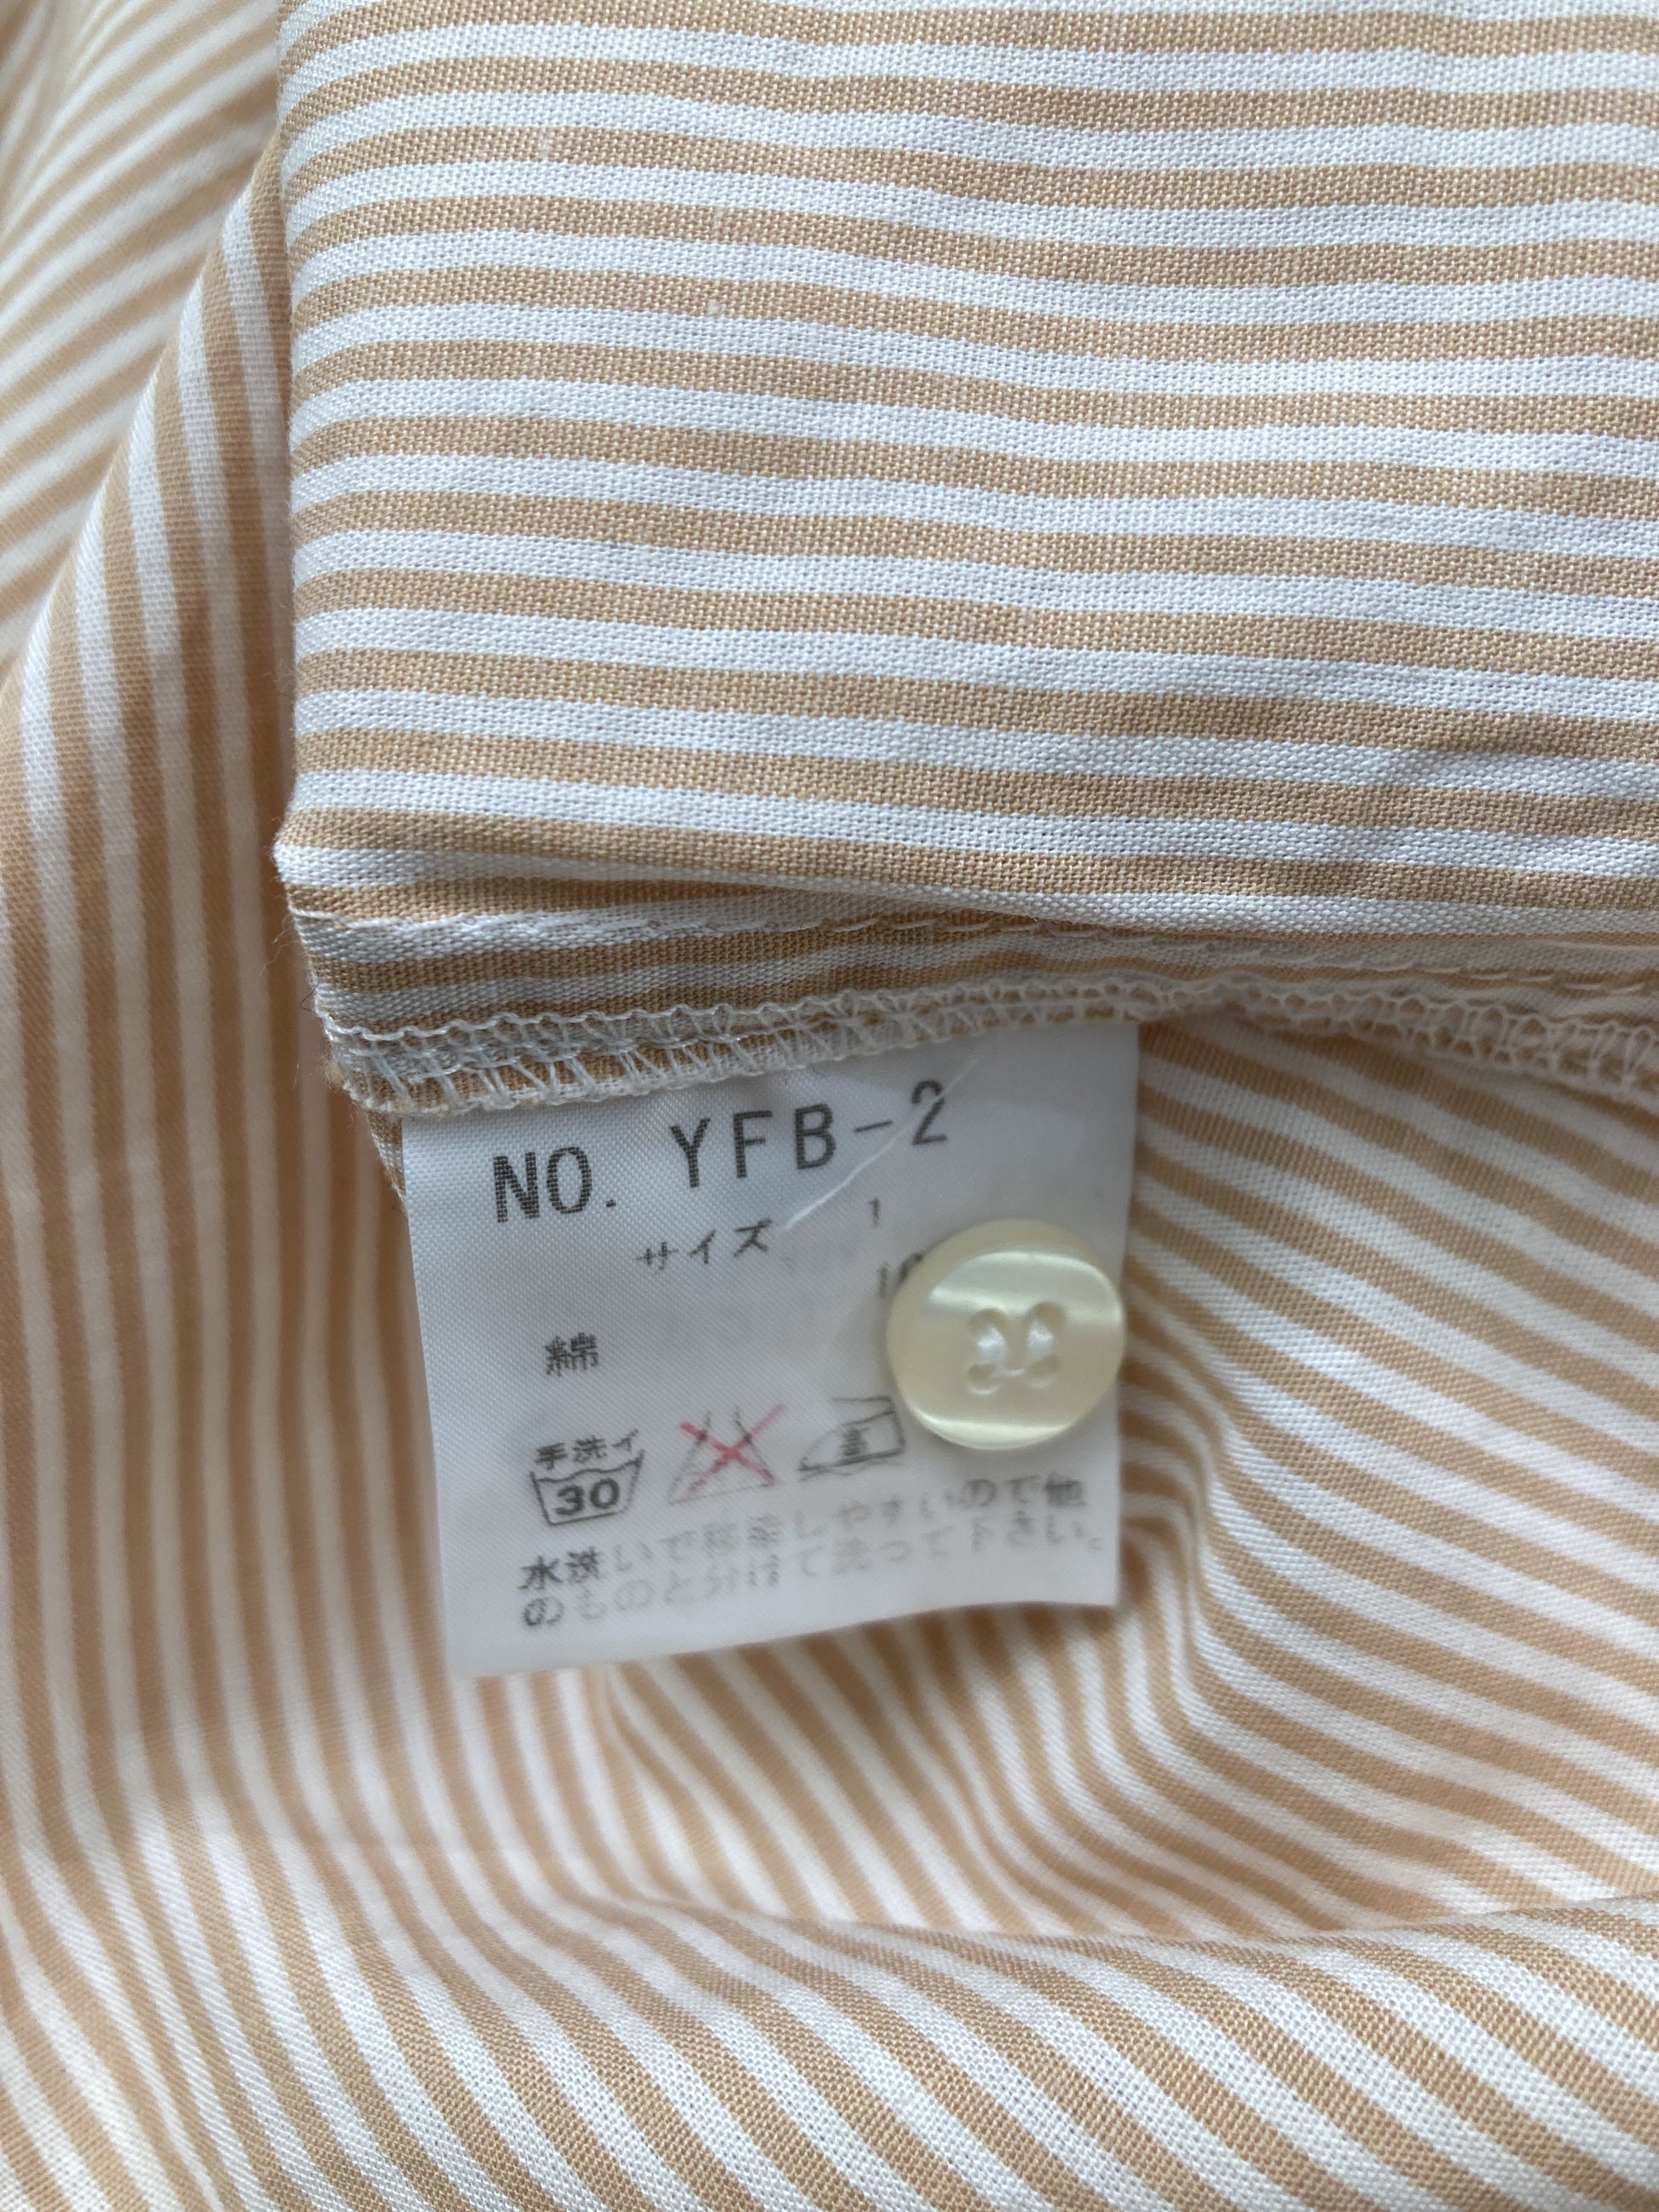 NO. YFB-2
サイズ 1
綿
手洗イ
30
水洗いで移染しやすいので他
のものと分けて洗って下さい。